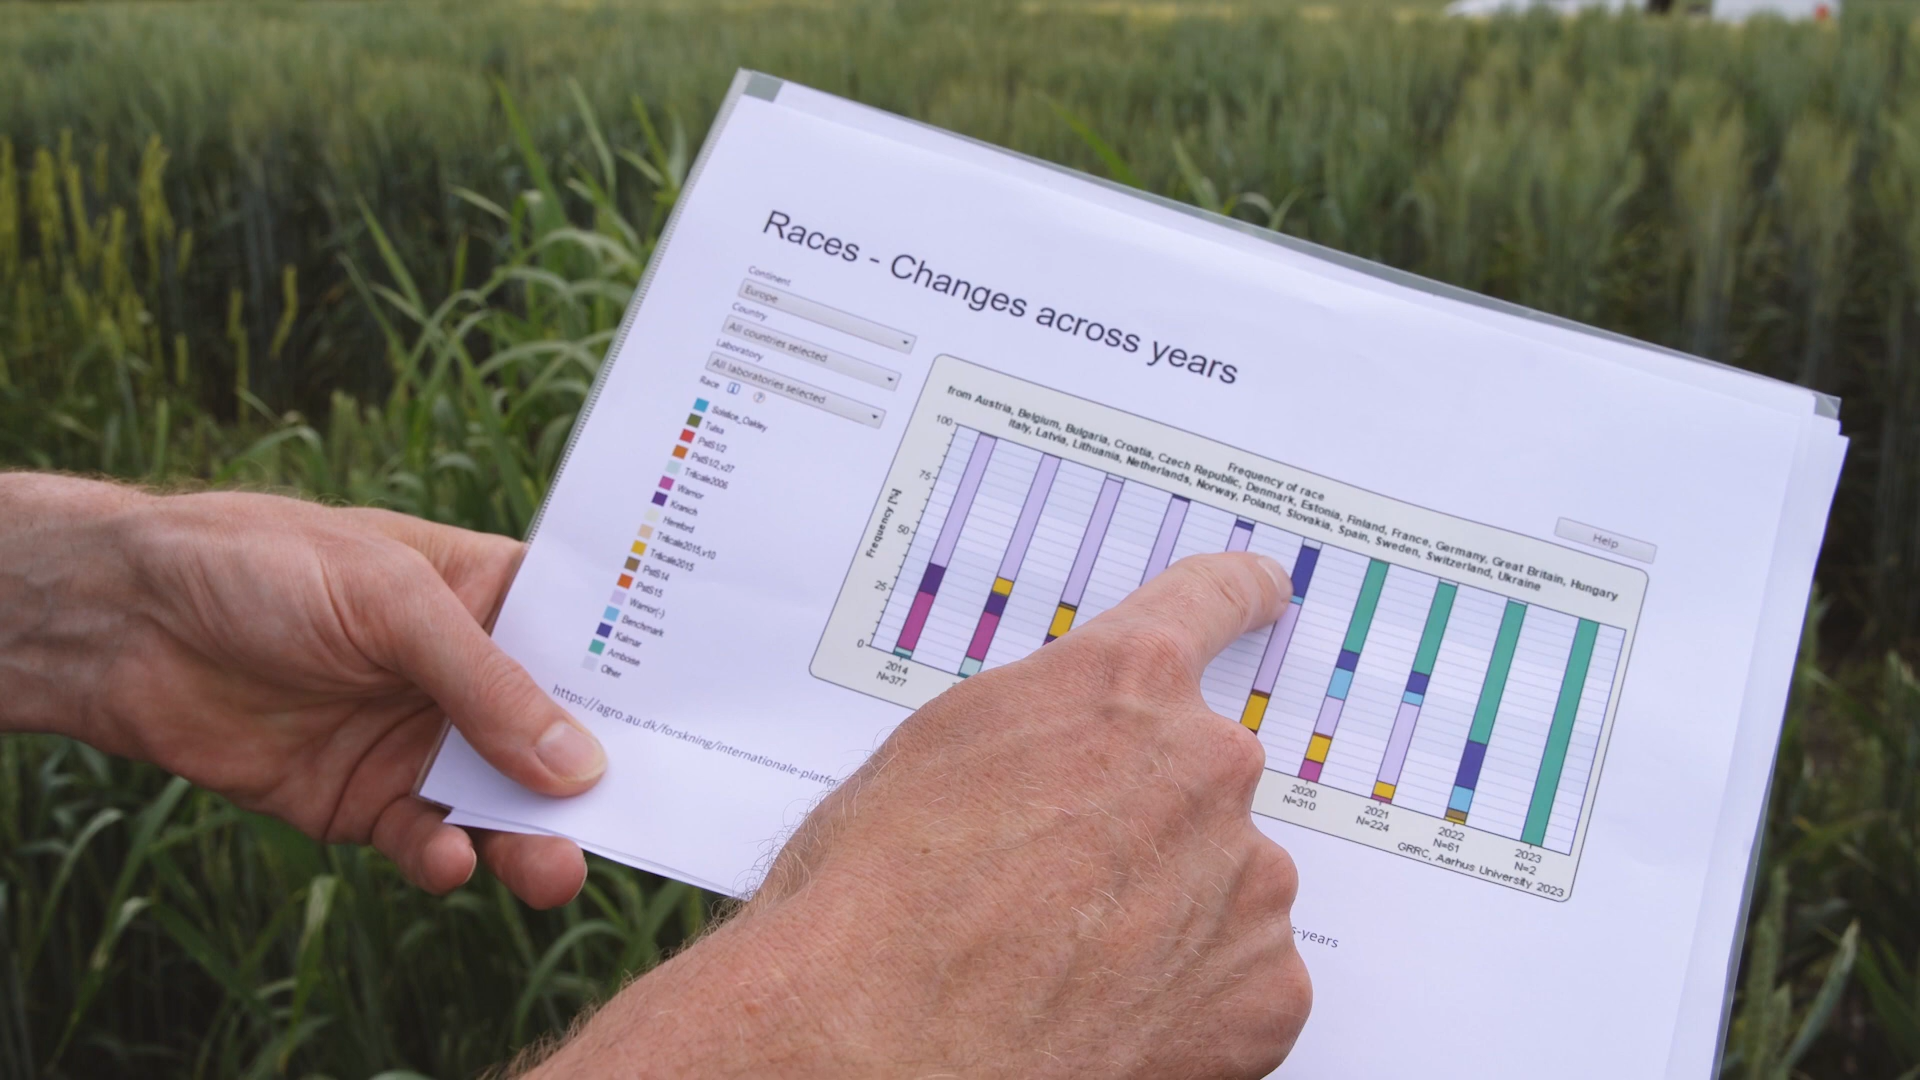 Races - Changes across years
Continent
Europe
Country
All countries selected
Laboratory
All laboratories selected
Race
Solstice_Oakley
Tulsa
PstS1/2
PstS1/2,v27
Triticale2006
Warrior
Kranich
Hereford
Triticale2015,v10
Triticale2015
PstS14
PstS15
Warrior(-)
Benchmark
Kalmar
Amboise
Other
https://agro.au.dk/forskning/internationale-platfo
s-years
Help
Frequency of race
from Austria, Belgium, Bulgaria, Croatia, Czech Republic, Denmark, Estonia, Finland, France, Germany, Great Britain, Hungary
Italy, Latvia, Lithuania, Netherlands, Norway, Poland, Slovakia, Spain, Sweden, Switzerland, Ukraine
Frequency [%]
100
75
50
25
0
2014
N=377
2020
N=310
2021
N=224
2022
N=61
2023
N=2
GRRC, Aarhus University 2023